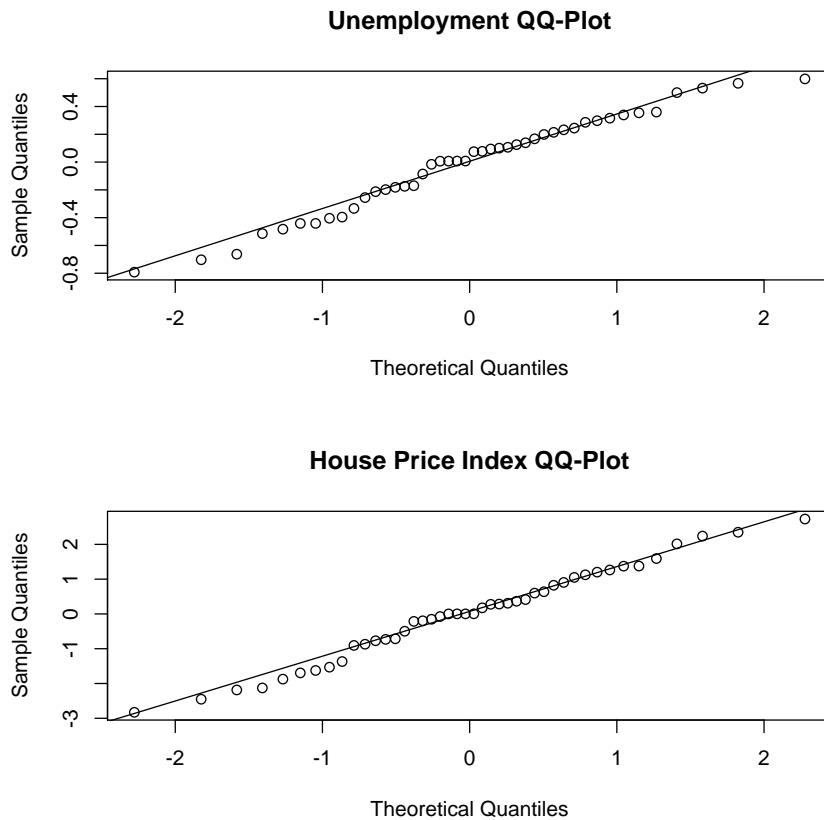 Unemployment QQ-Plot
0.4
0.0
-0.4
-0.8
Sample Quantiles
-2 -1 0 1 2
Theoretical Quantiles
House Price Index QQ-Plot
2
1
0
-1
-3
Sample Quantiles
-2 -1 0 1 2
Theoretical Quantiles